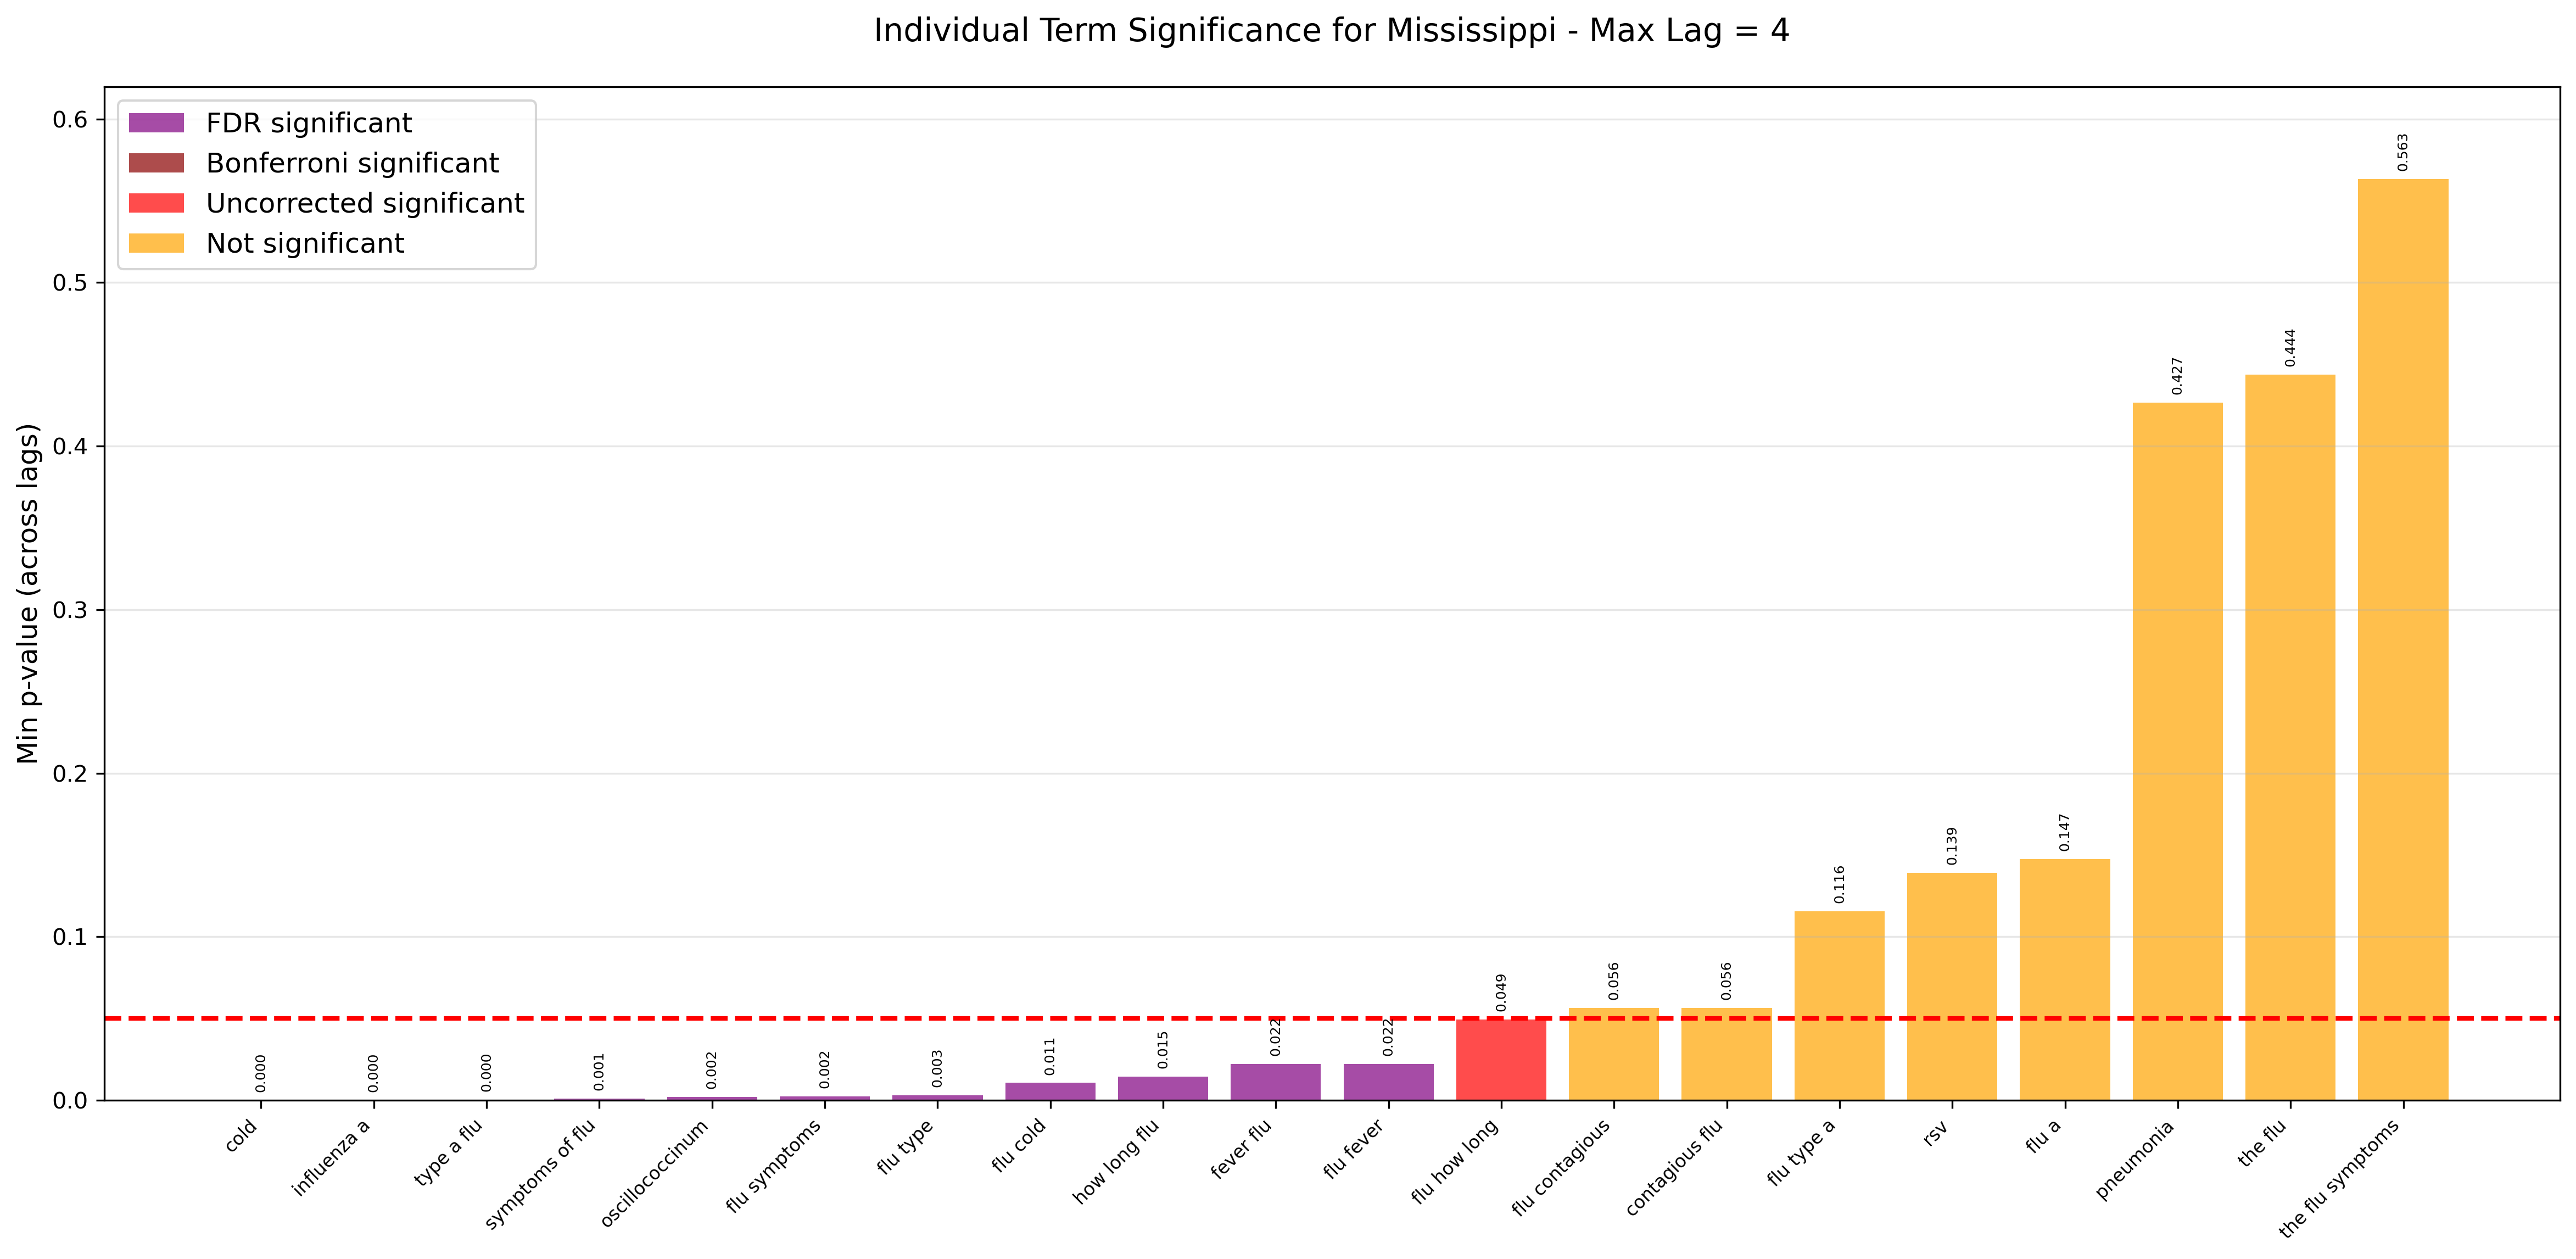 Individual Term Significance for Mississippi - Max Lag = 4
FDR significant
Bonferroni significant
Uncorrected significant
Not significant
Min p-value (across lags)
0.6
0.5
0.4
0.3
0.2
0.1
0.0
0.000
0.000
0.000
0.001
0.002
0.002
0.003
0.011
0.015
0.022
0.022
0.049
0.056
0.056
0.116
0.139
0.147
0.427
0.444
0.563
cold
influenza a
type a flu
symptoms of flu
oscillococcinum
flu symptoms
flu type
flu cold
how long flu
fever flu
flu fever
flu how long
flu contagious
contagious flu
flu type a
rsv
flu a
pneumonia
the flu
the flu symptoms